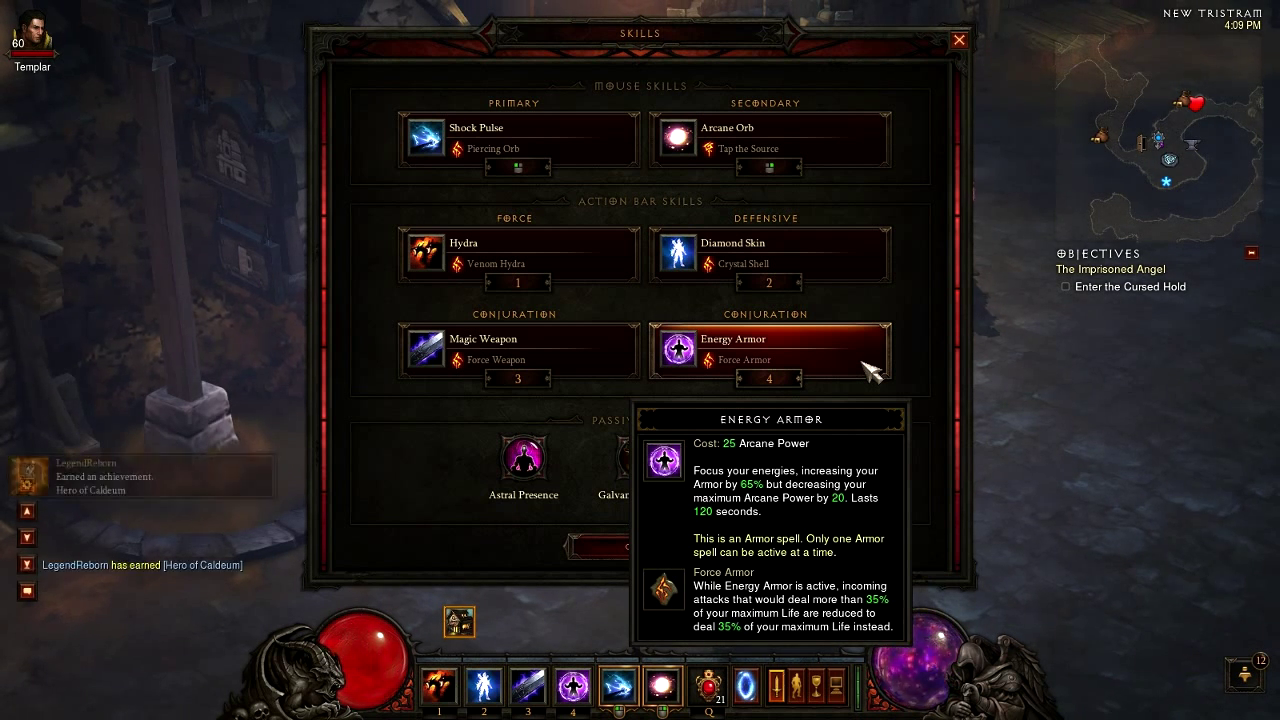 60
Templar
NEW TRISTRAM
4:09 PM
SKILLS
MOUSE SKILLS
PRIMARY
SECONDARY
Shock Pulse
Piercing Orb
Arcane Orb
Tap the Source
ACTION BAR SKILLS
FORCE
DEFENSIVE
Hydra
Venom Hydra
1
Diamond Skin
Crystal Shell
2
CONJURATION
CONJURATION
Magic Weapon
Force Weapon
3
Energy Armor
Force Armor
4
OBJECTIVES
The Imprisoned Angel
Enter the Cursed Hold
Astral Presence
ENERGY ARMOR
Cost: 25 Arcane Power
Focus your energies, increasing your
Armor by 65% but decreasing your
maximum Arcane Power by 20. Lasts
120 seconds.
This is an Armor spell. Only one Armor
spell can be active at a time.
Force Armor
While Energy Armor is active, incoming
attacks that would deal more than 35%
of your maximum Life are reduced to
deal 35% of your maximum Life instead.
LegendReborn
Earned an achievement.
Hero of Caldeum
LegendReborn has earned [Hero of Caldeum]
21
1
2
3
4
Q
12